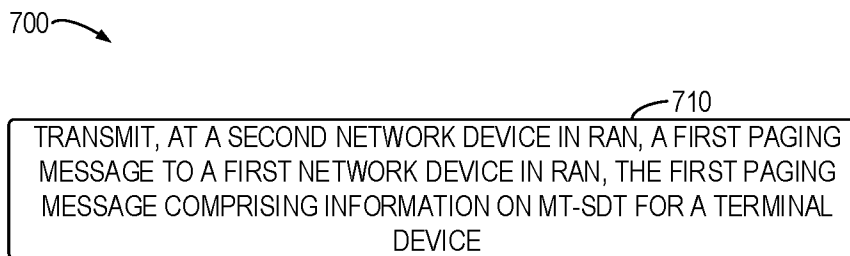 700
710
TRANSMIT, AT A SECOND NETWORK DEVICE IN RAN, A FIRST PAGING
MESSAGE TO A FIRST NETWORK DEVICE IN RAN, THE FIRST PAGING
MESSAGE COMPRISING INFORMATION ON MT-SDT FOR A TERMINAL
DEVICE